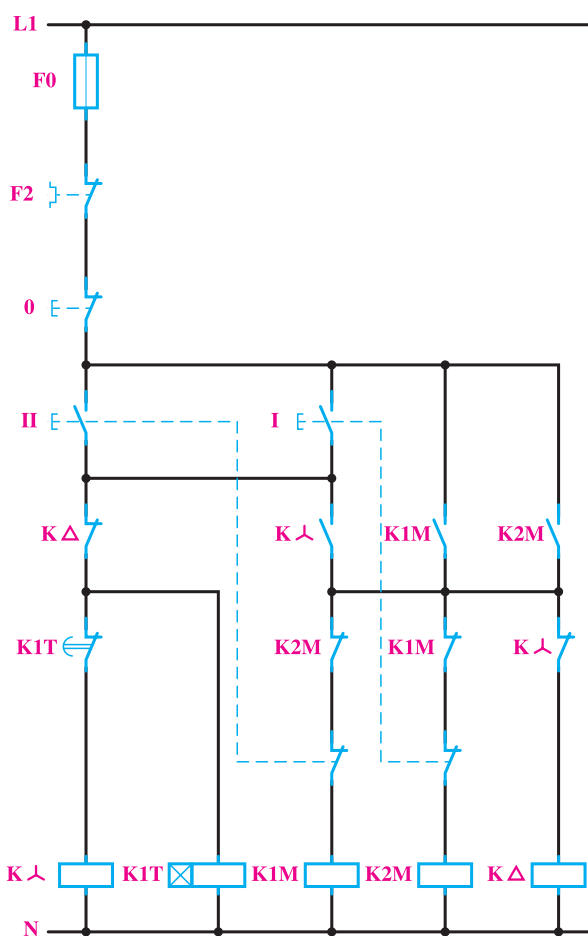 L1
F0
F2
0
II I
K △ K ⅄ K1M K2M
K1T K2M K1M K ⅄
K ⅄ K1T K1M K2M K △
N